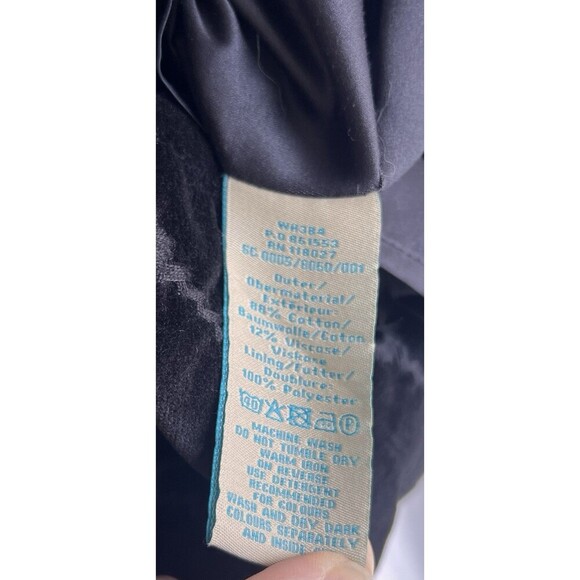 WH384
P.O 861553
RN 118027
SC 0005/8060/001
Outer/
Obermaterial/
Extérieur:
88% Cotton/
Baumwolle/Coton
12% Viscose/
Viskose
Lining/Futter/
Doublure:
100% Polyester
40 P
MACHINE WASH
DO NOT TUMBLE DRY
WARM IRON
ON REVERSE
USE DETERGENT
RECOMMENDED
FOR COLOURS
WASH AND DRY DARK
COLOURS SEPARATELY
AND INSIDE